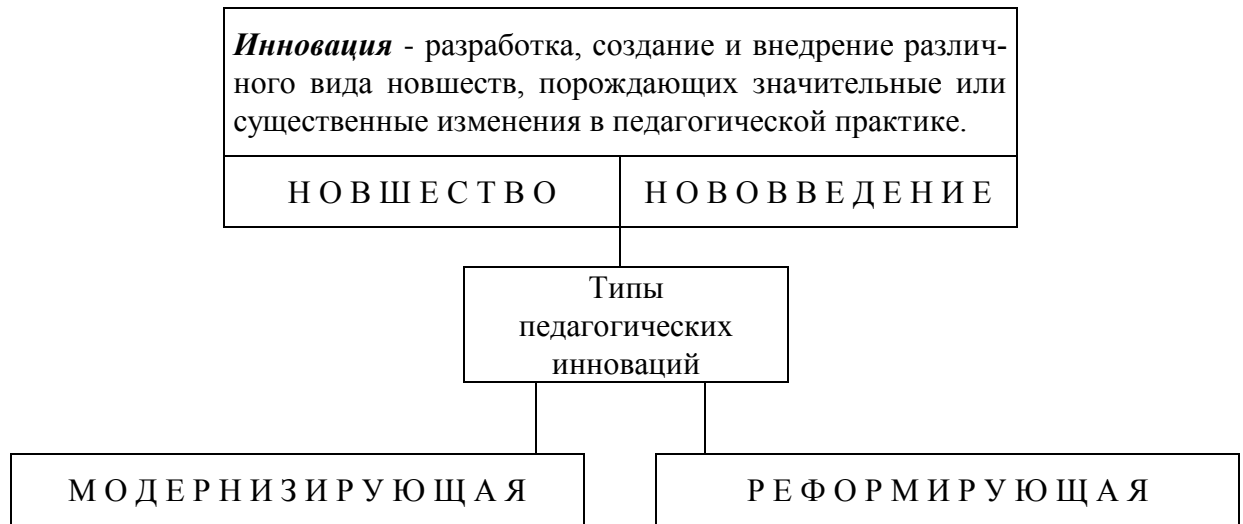 Инновация - разработка, создание и внедрение различ-
ного вида новшеств, порождающих значительные или
существенные изменения в педагогической практике.
Н О В Ш Е С Т В О
Н О В О В В Е Д Е Н И Е
Типы
педагогических
инноваций
М О Д Е Р Н И З И Р У Ю Щ А Я
Р Е Ф О Р М И Р У Ю Щ А Я